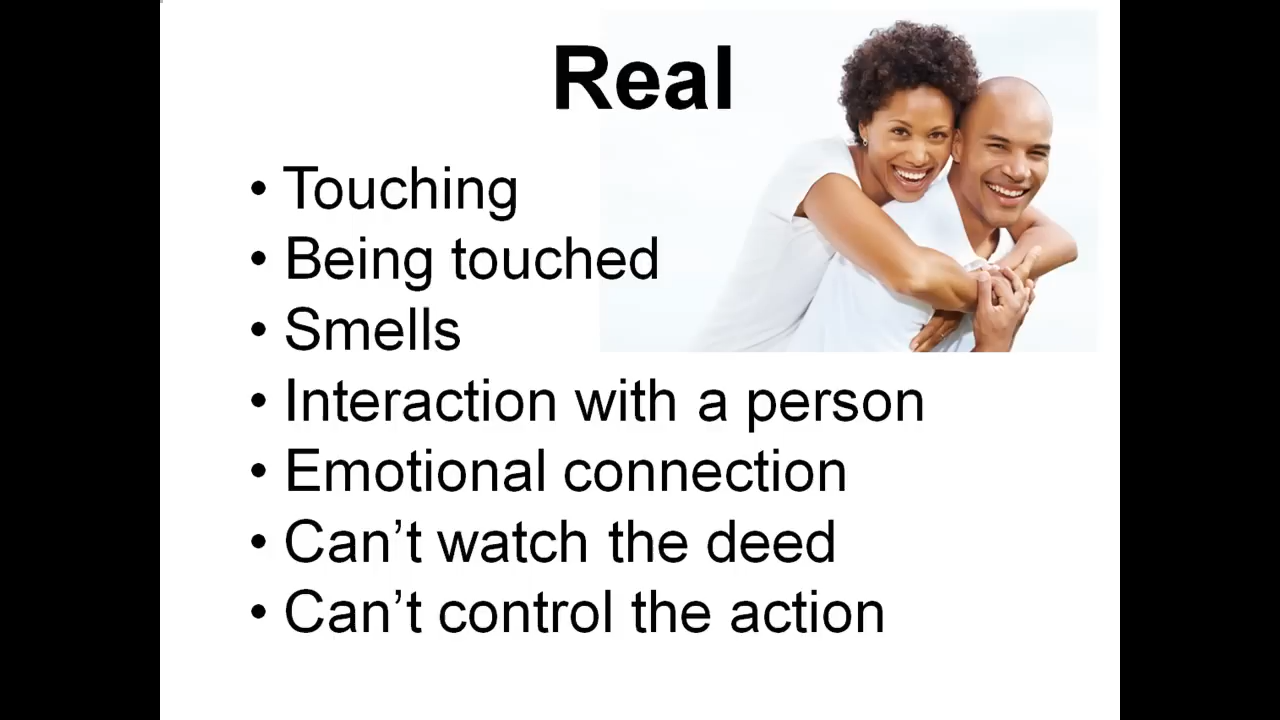 Real
• Touching
• Being touched
• Smells
• Interaction with a person
• Emotional connection
• Can’t watch the deed
• Can’t control the action